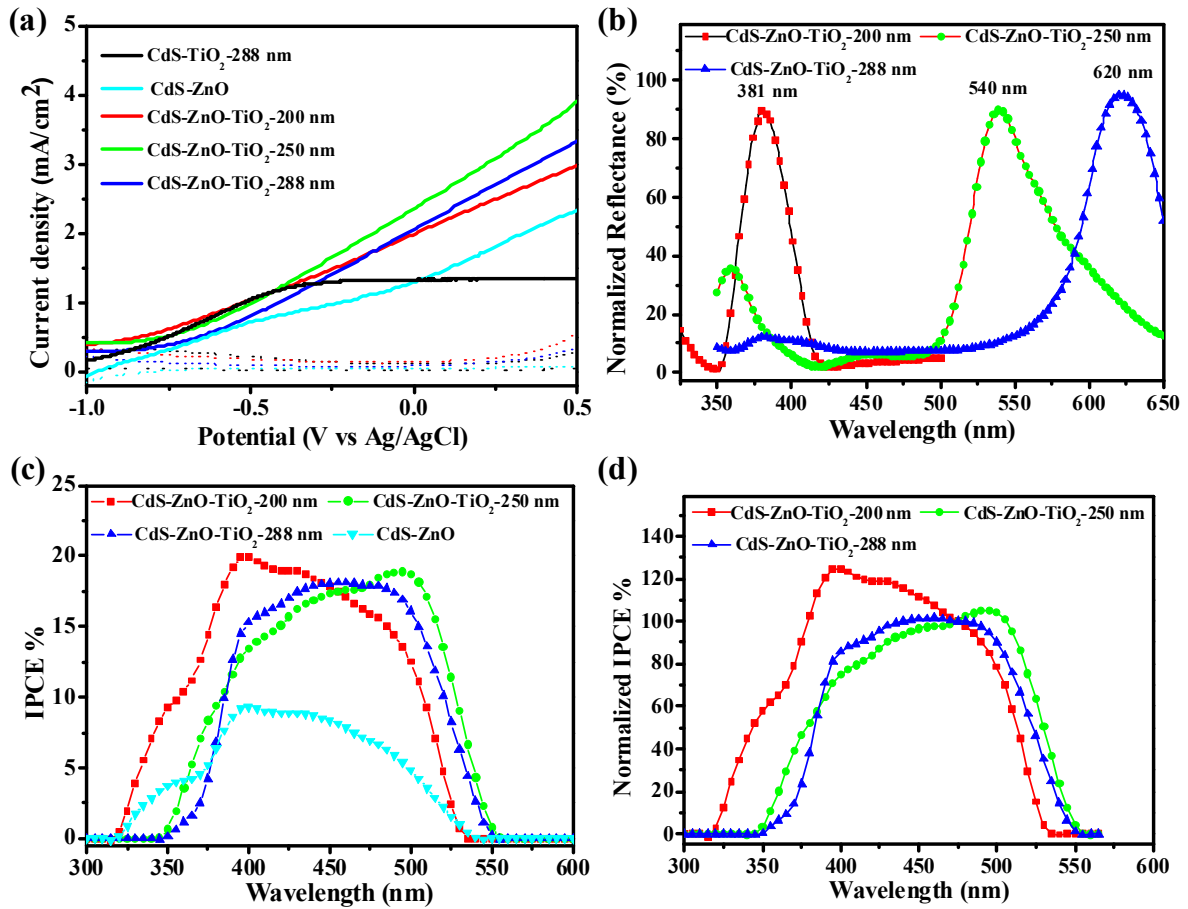 (a)
5
4
3
2
1
0
-1.0
-0.5
0.0
0.5
Current density (mA/cm²)
Potential (V vs Ag/AgCl)
CdS-TiO₂-288 nm
CdS-ZnO
CdS-ZnO-TiO₂-200 nm
CdS-ZnO-TiO₂-250 nm
CdS-ZnO-TiO₂-288 nm
(b)
CdS-ZnO-TiO₂-200 nm
CdS-ZnO-TiO₂-250 nm
CdS-ZnO-TiO₂-288 nm
381 nm
540 nm
620 nm
100
80
60
40
20
0
350
400
450
500
550
600
650
Normalized Reflectance (%)
Wavelength (nm)
(c)
CdS-ZnO-TiO₂-200 nm
CdS-ZnO-TiO₂-250 nm
CdS-ZnO-TiO₂-288 nm
CdS-ZnO
25
20
15
10
5
0
300
350
400
450
500
550
600
IPCE %
Wavelength (nm)
(d)
CdS-ZnO-TiO₂-200 nm
CdS-ZnO-TiO₂-250 nm
CdS-ZnO-TiO₂-288 nm
140
120
100
80
60
40
20
0
300
350
400
450
500
550
600
Normalized IPCE %
Wavelength (nm)